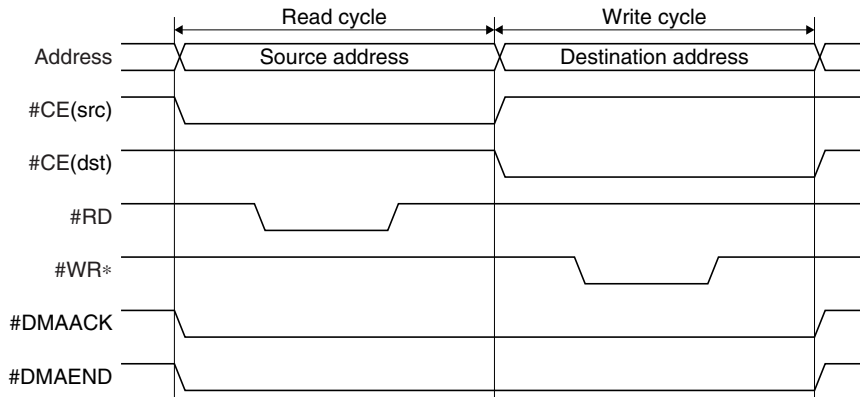 Read cycle Write cycle
Address Source address Destination address
#CE(src)
#CE(dst)
#RD
#WR*
#DMAACK
#DMAEND